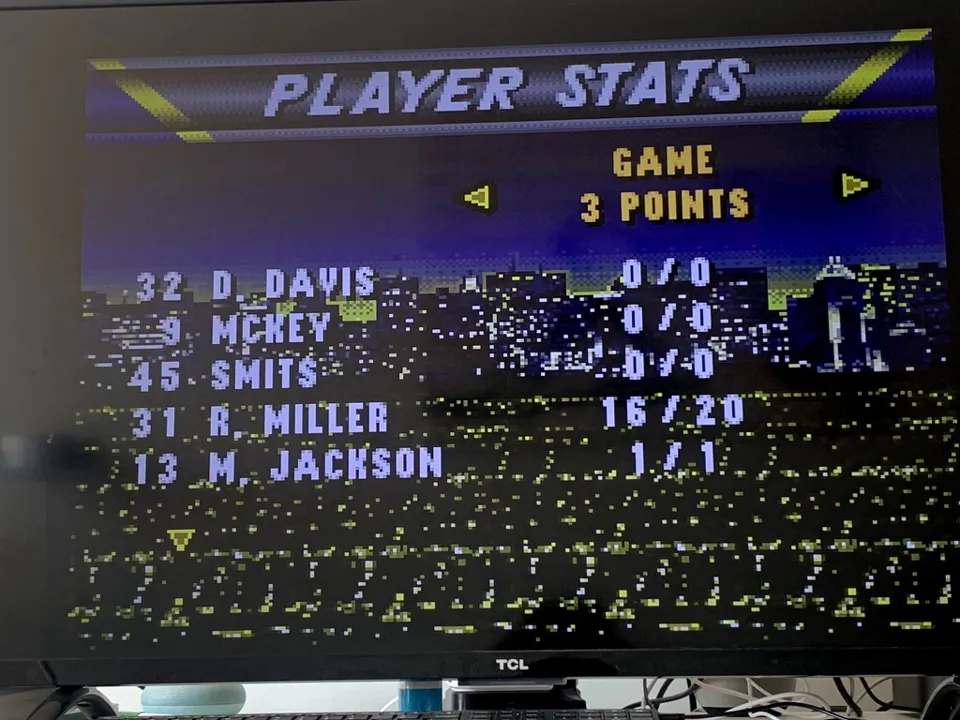 PLAYER STATS
GAME
3 POINTS
32 D. DAVIS 0/0
9 MCKEY 0/0
45 SMITS 0/0
31 R. MILLER 16/20
13 M. JACKSON 1/1
TCL